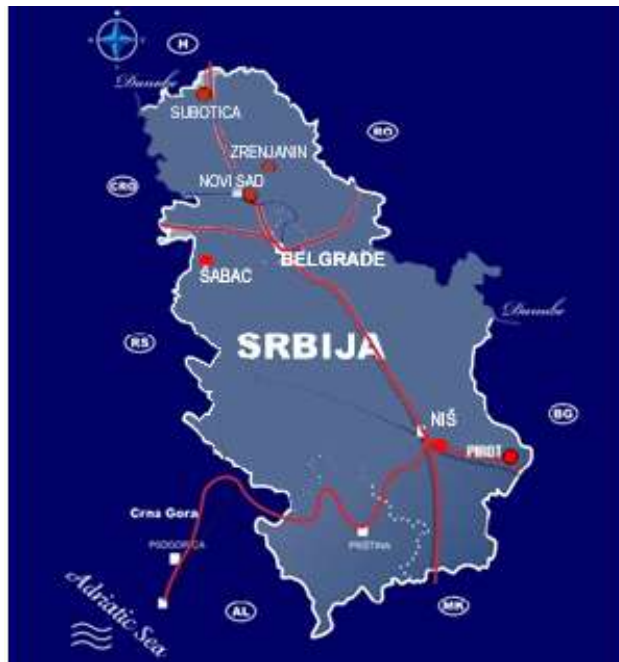 H
Danube
SUBOTICA
RO
ZRENJANIN
CRO
NOVI SAD
BELGRADE
ŠABAC
Danube
RS
SRBIJA
BG
NIŠ
PIROT
Crna Gora
PODGORICA
PRIŠTINA
AL
MK
Adriatic Sea